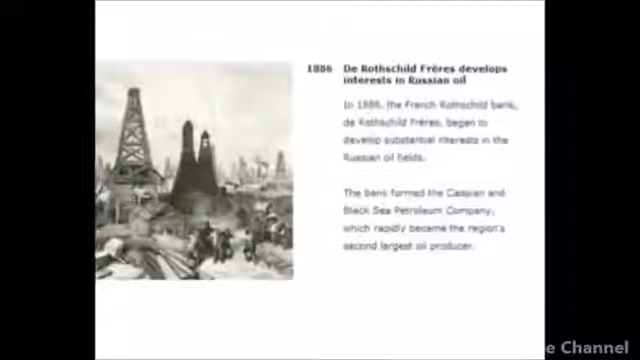 1886 De Rothschild Frères develops
interests in Russian oil
In 1886, the French Rothschild bank,
de Rothschild Frères, began to
develop substantial interests in the
Russian oil fields.
The bank formed the Caspian and
Black Sea Petroleum Company,
which rapidly became the region's
second largest oil producer.
e Channel